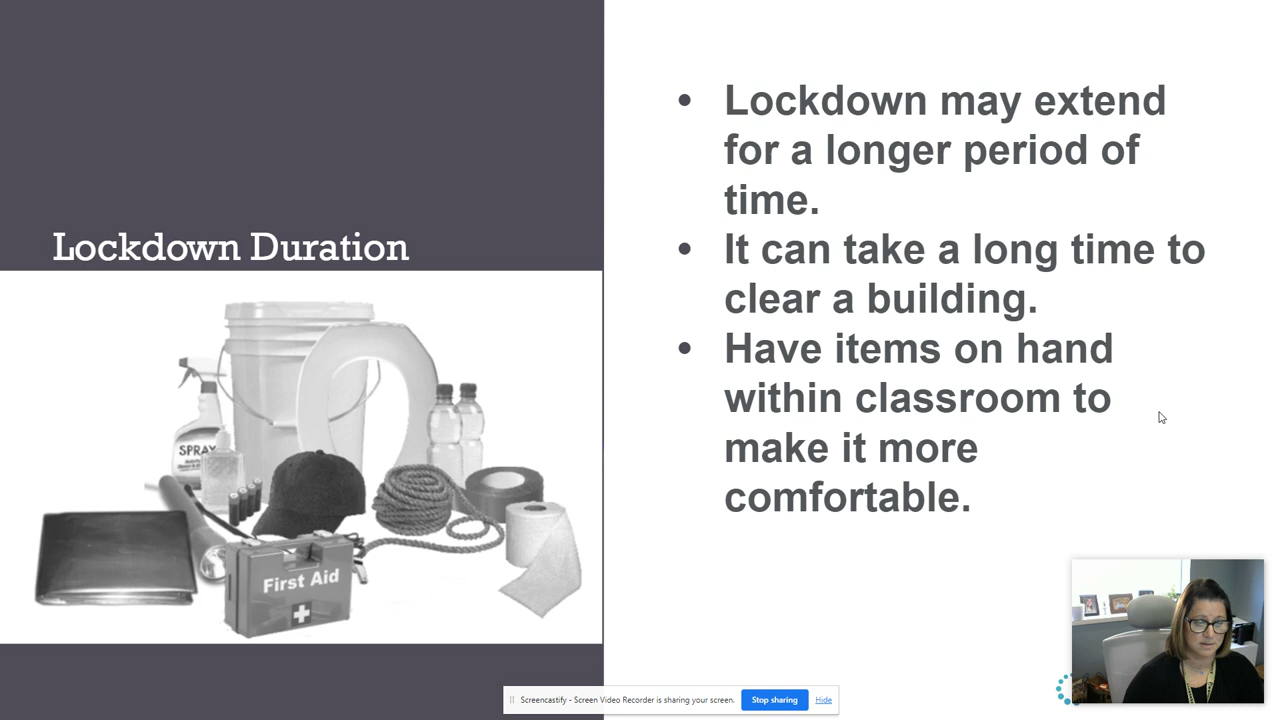 Lockdown Duration
SPRAY
First Aid
• Lockdown may extend
for a longer period of
time.
• It can take a long time to
clear a building.
• Have items on hand
within classroom to
make it more
comfortable.
Screencastify - Screen Video Recorder is sharing your screen.
Stop sharing
Hide